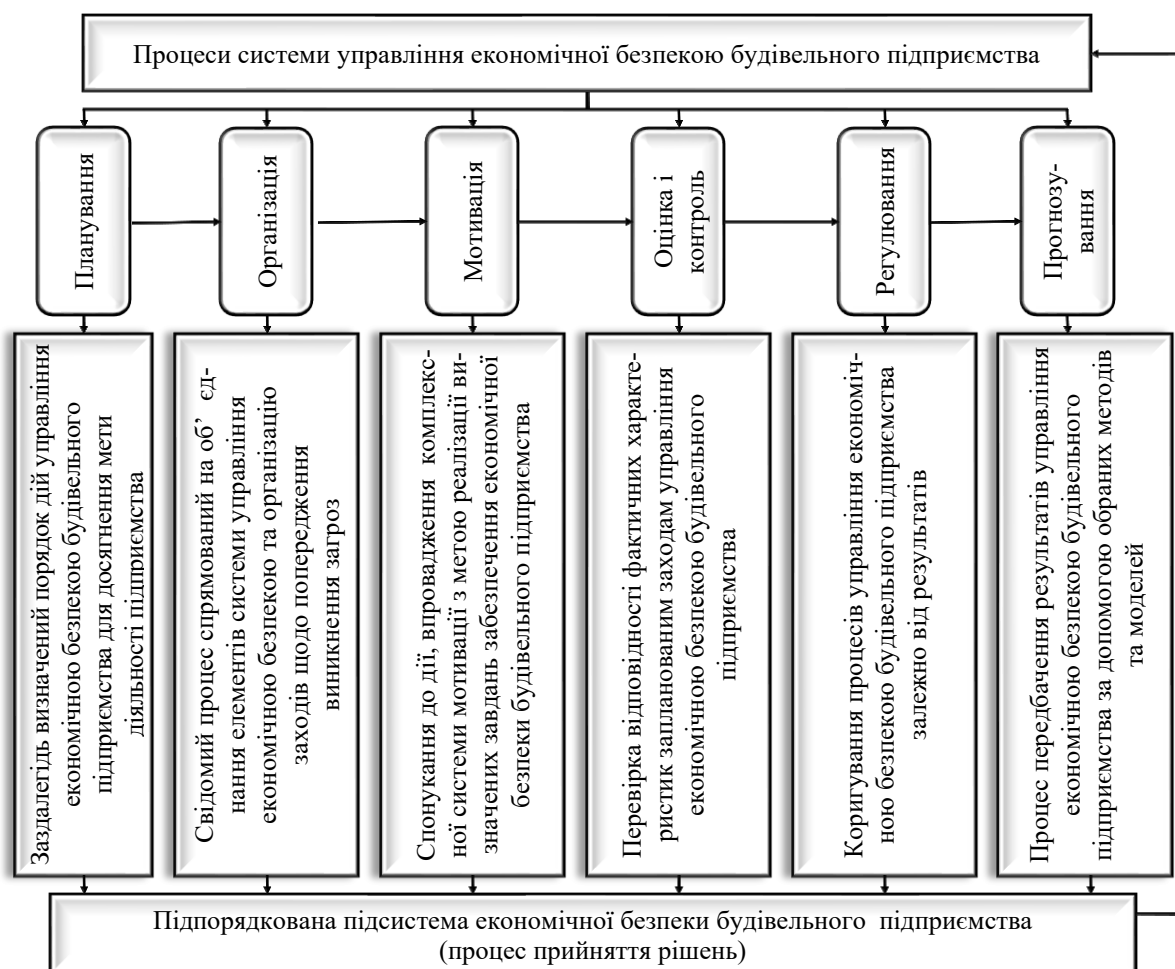 Процеси системи управління економічної безпекою будівельного підприємства
Планування
Організація
Мотивація
Оцінка і
контроль
Регулювання
Прогнозу-
вання
Заздалегідь визначений порядок дій управління
економічною безпекою будівельного
підприємства для досягнення мети
діяльності підприємства
Свідомий процес спрямований на об’ єд-
нання елементів системи управління
економічною безпекою та організацію
заходів щодо попередження
виникнення загроз
Спонукання до дії, впровадження комплекс-
ної системи мотивації з метою реалізації ви-
значених завдань забезпечення економічної
безпеки будівельного підприємства
Перевірка відповідності фактичних характе-
ристик запланованим заходам управління
економічною безпекою будівельного
підприємства
Коригування процесів управління економіч-
ною безпекою будівельного підприємства
залежно від результатів
Процес передбачення результатів управління
економічною безпекою будівельного
підприємства за допомогою обраних методів
та моделей
Підпорядкована підсистема економічної безпеки будівельного підприємства
(процес прийняття рішень)